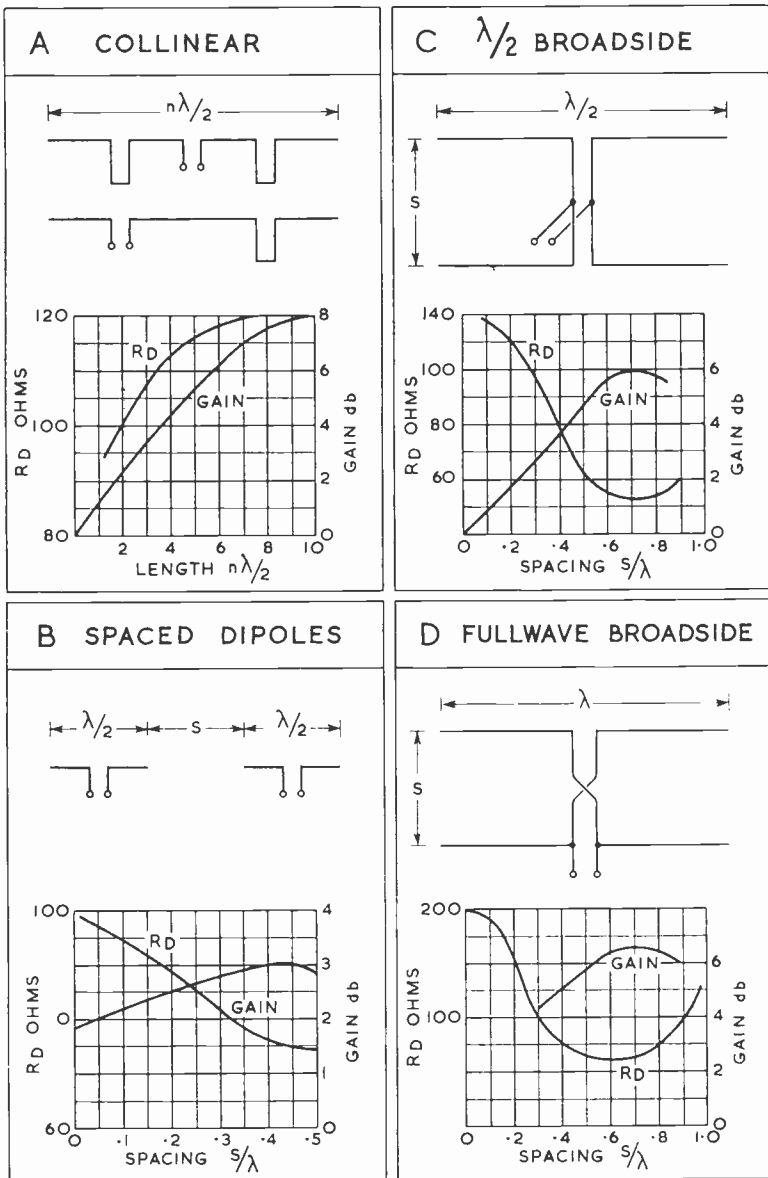 A COLLINEAR
nλ/2
120
100
80
RD OHMS
RD
GAIN
8
6
4
2
0
GAIN db
2 4 6 8 10
LENGTH nλ/2
B SPACED DIPOLES
λ/2 S λ/2
100
0
60
RD OHMS
RD
GAIN
4
3
2
1
0
GAIN db
0 .1 .2 .3 .4 .5
SPACING S/λ
C λ/2 BROADSIDE
λ/2
S
140
100
80
60
RD OHMS
RD
GAIN
6
4
2
0
GAIN db
0 .2 .4 .6 .8 1.0
SPACING S/λ
D FULLWAVE BROADSIDE
λ
S
200
100
0
RD OHMS
GAIN
RD
6
4
2
0
GAIN db
.2 .4 .6 .8 1.0
SPACING S/λ